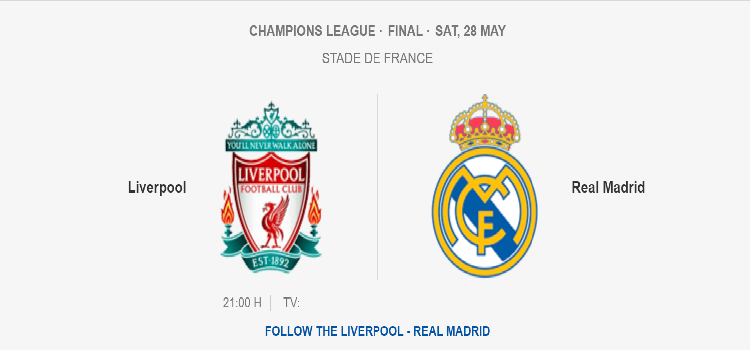 CHAMPIONS LEAGUE · FINAL · SAT, 28 MAY
STADE DE FRANCE
YOU'LL NEVER WALK ALONE
LIVERPOOL
FOOTBALL CLUB
EST·1892
Liverpool
Real Madrid
21:00 H
TV:
FOLLOW THE LIVERPOOL - REAL MADRID